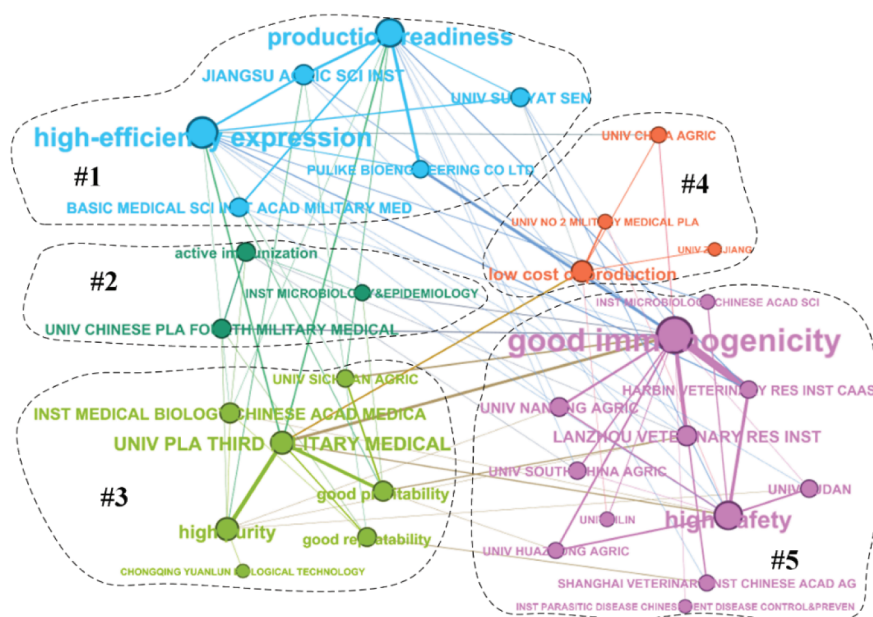 production readiness
JIANGSU AGRIC SCI INST
UNIV SUN YAT SEN
high-efficiency expression
UNIV CHINA AGRIC
PULIKE BIOENGINEERING CO LTD
#1
#4
BASIC MEDICAL SCI INST ACAD MILITARY MED
UNIV NO 2 MILITARY MEDICAL PLA
active immunization
UNIV ZHEJIANG
low cost of production
#2
INST MICROBIOLOGY&EPIDEMIOLOGY
INST MICROBIOLOGY CHINESE ACAD SCI
UNIV CHINESE PLA FOURTH MILITARY MEDICAL
good immunogenicity
UNIV SICHUAN AGRIC
HARBIN VETERINARY RES INST CAAS
UNIV NANJING AGRIC
INST MEDICAL BIOLOGY CHINESE ACAD MEDICA
UNIV PLA THIRD MILITARY MEDICAL
LANZHOU VETERINARY RES INST
UNIV SOUTH CHINA AGRIC
#3
good profitability
UNIV FUDAN
high purity
UNIV JILIN
high safety
good repeatability
UNIV HUAZHONG AGRIC
#5
CHONGQING YUANLUN BIOLOGICAL TECHNOLOGY
SHANGHAI VETERINARY INST CHINESE ACAD AG
INST PARASITIC DISEASE CHINESE CENT DISEASE CONTROL&PREVEN